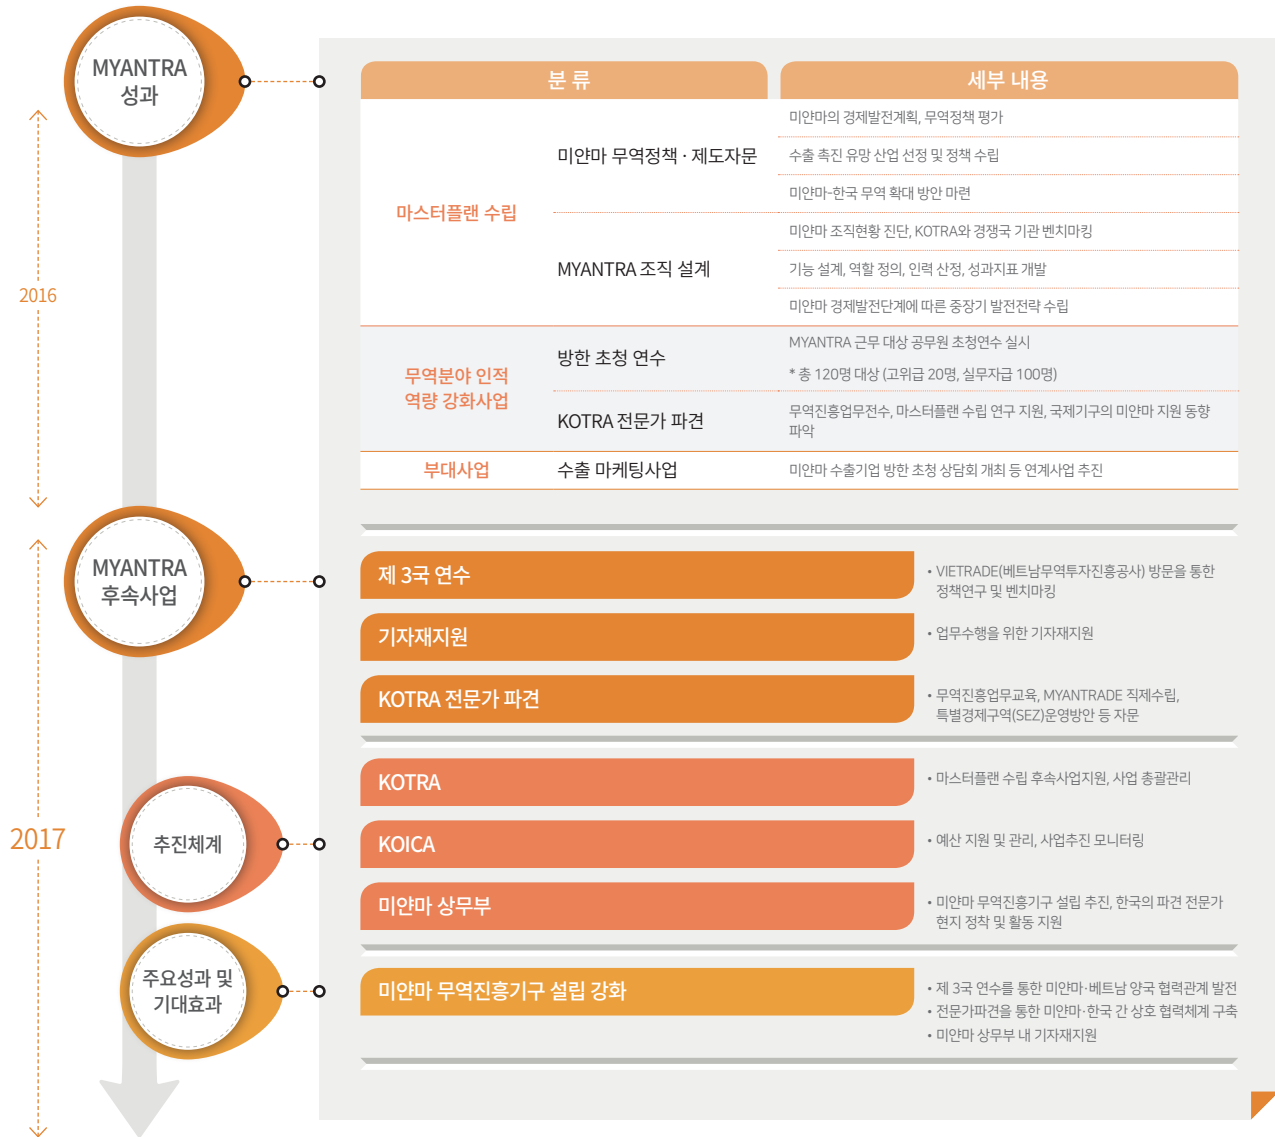 MYANTRA
성과
2016
분 류
세부 내용
마스터플랜 수립
미얀마 무역정책 · 제도자문
미얀마의 경제발전계획, 무역정책 평가
수출 촉진 유망 산업 선정 및 정책 수립
미얀마-한국 무역 확대 방안 마련
MYANTRA 조직 설계
미얀마 조직현황 진단, KOTRA와 경쟁국 기관 벤치마킹
기능 설계, 역할 정의, 인력 산정, 성과지표 개발
미얀마 경제발전단계에 따른 중장기 발전전략 수립
무역분야 인적
역량 강화사업
방한 초청 연수
MYANTRA 근무 대상 공무원 초청연수 실시
* 총 120명 대상 (고위급 20명, 실무자급 100명)
KOTRA 전문가 파견
무역진흥업무전수, 마스터플랜 수립 연구 지원, 국제기구의 미얀마 지원 동향
파악
부대사업
수출 마케팅사업
미얀마 수출기업 방한 초청 상담회 개최 등 연계사업 추진
MYANTRA
후속사업
2017
제 3국 연수
• VIETRADE(베트남무역투자진흥공사) 방문을 통한
정책연구 및 벤치마킹
기자재지원
• 업무수행을 위한 기자재지원
KOTRA 전문가 파견
• 무역진흥업무교육, MYANTRADE 직제수립,
특별경제구역(SEZ)운영방안 등 자문
추진체계
KOTRA
• 마스터플랜 수립 후속사업지원, 사업 총괄관리
KOICA
• 예산 지원 및 관리, 사업추진 모니터링
미얀마 상무부
• 미얀마 무역진흥기구 설립 추진, 한국의 파견 전문가
현지 정착 및 활동 지원
주요성과 및
기대효과
미얀마 무역진흥기구 설립 강화
• 제 3국 연수를 통한 미얀마·베트남 양국 협력관계 발전
• 전문가파견을 통한 미얀마·한국 간 상호 협력체계 구축
• 미얀마 상무부 내 기자재지원